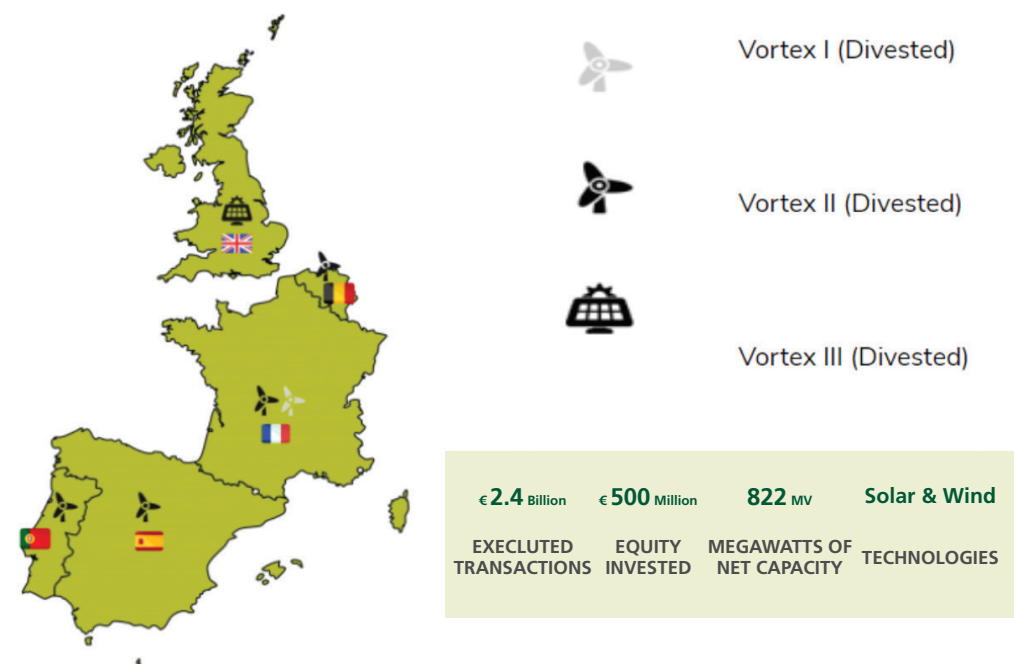 Vortex I (Divested)
Vortex II (Divested)
Vortex III (Divested)
€ 2.4 Billion
EXECLUTED
TRANSACTIONS
€ 500 Million
EQUITY
INVESTED
822 MV
MEGAWATTS OF
NET CAPACITY
Solar & Wind
TECHNOLOGIES